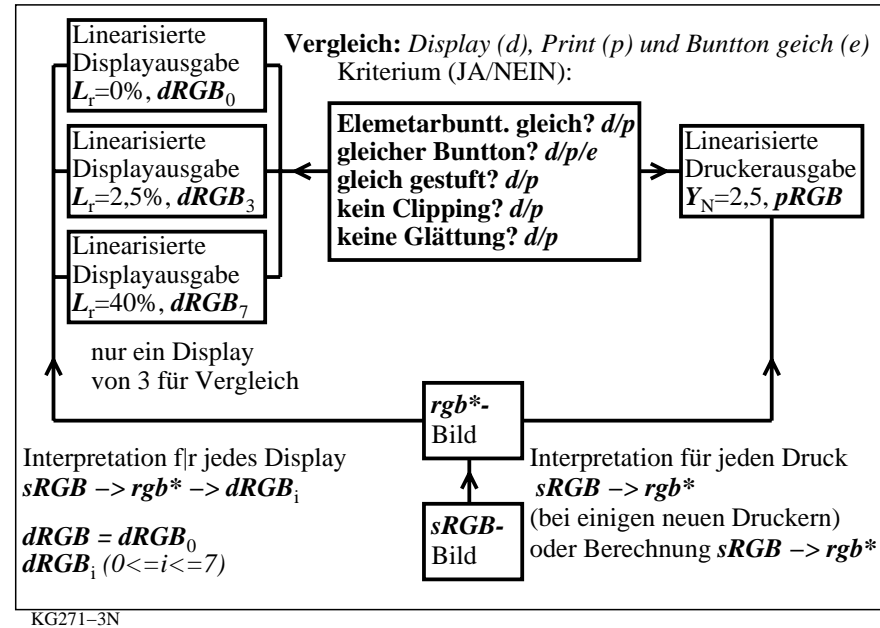 Linearisierte
Displayausgabe
Lr=0%, dRGB0
Vergleich: Display (d), Print (p) und Buntton geich (e)
Kriterium (JA/NEIN):
Linearisierte
Displayausgabe
Lr=2,5%, dRGB3
Elemetarbuntt. gleich? d/p
gleicher Buntton? d/p/e
gleich gestuft? d/p
kein Clipping? d/p
keine Glättung? d/p
Linearisierte
Druckerausgabe
YN=2,5, pRGB
Linearisierte
Displayausgabe
Lr=40%, dRGB7
nur ein Display
von 3 für Vergleich
rgb*-
Bild
Interpretation f|r jedes Display
sRGB –> rgb* –> dRGBi
dRGB = dRGB0
dRGBi (0<=i<=7)
sRGB-
Bild
Interpretation für jeden Druck
sRGB –> rgb*
(bei einigen neuen Druckern)
oder Berechnung sRGB –> rgb*
KG271–3N